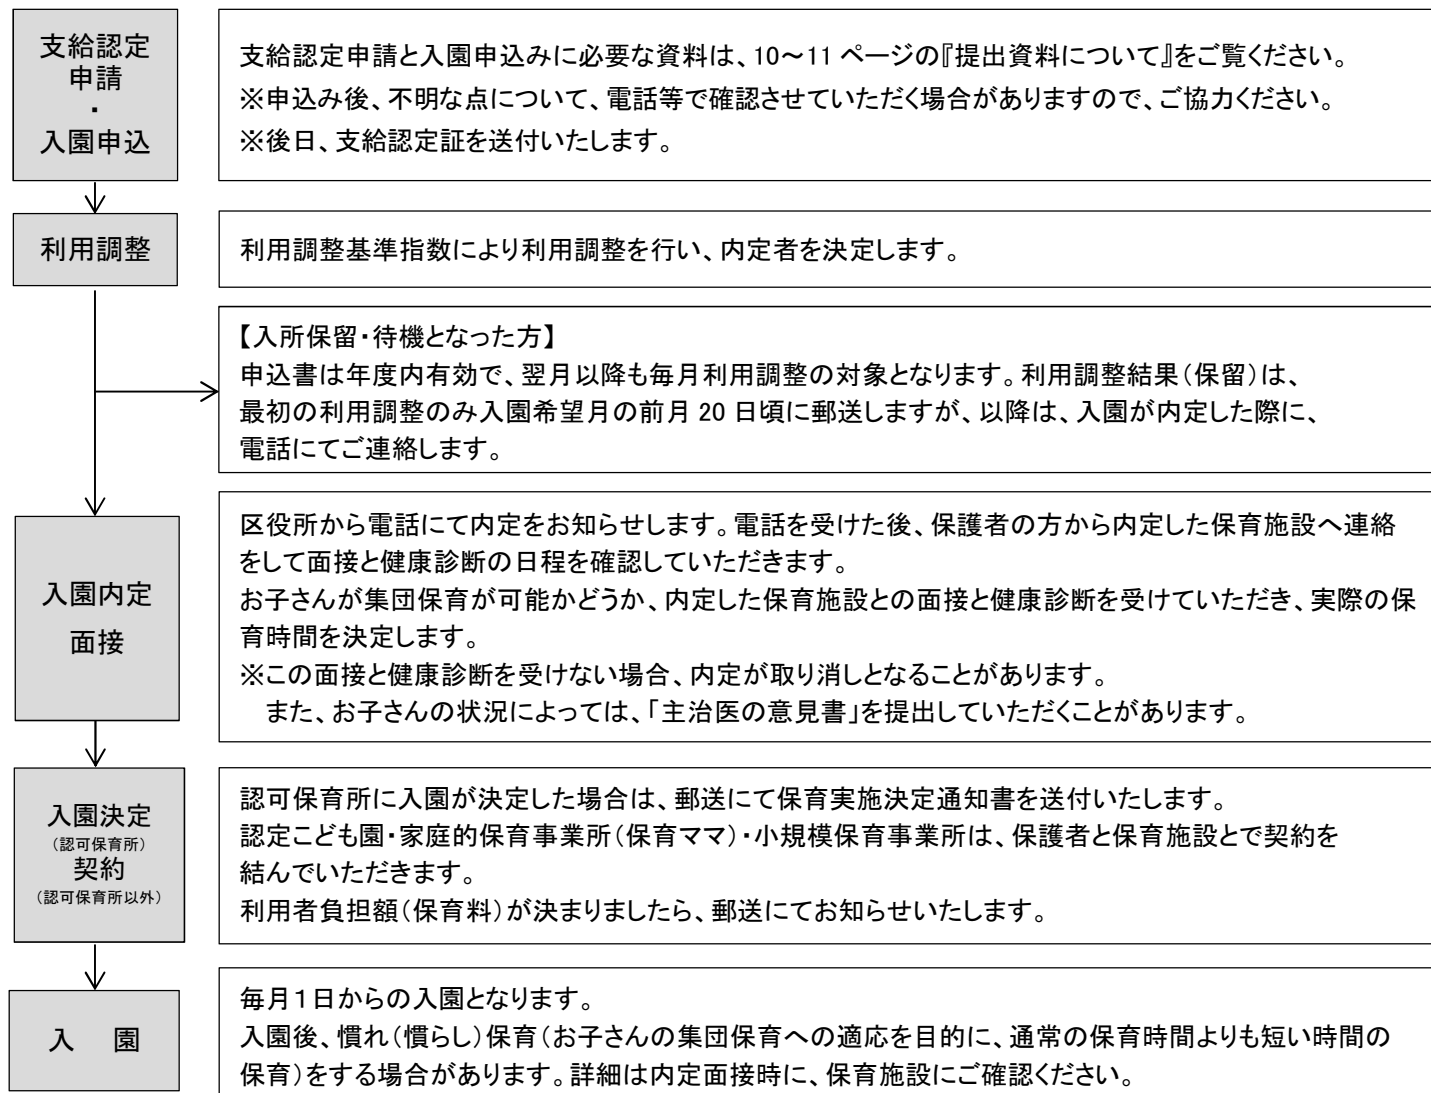 支給認定
申請
・
入園申込
支給認定申請と入園申込みに必要な資料は、10～11 ページの『提出資料について』をご覧ください。
※申込み後、不明な点について、電話等で確認させていただく場合がありますので、ご協力ください。
※後日、支給認定証を送付いたします。
利用調整
利用調整基準指数により利用調整を行い、内定者を決定します。
【入所保留・待機となった方】
申込書は年度内有効で、翌月以降も毎月利用調整の対象となります。利用調整結果（保留）は、
最初の利用調整のみ入園希望月の前月 20 日頃に郵送しますが、以降は、入園が内定した際に、
電話にてご連絡します。
入園内定
面接
区役所から電話にて内定をお知らせします。電話を受けた後、保護者の方から内定した保育施設へ連絡
をして面接と健康診断の日程を確認していただきます。
お子さんが集団保育が可能かどうか、内定した保育施設との面接と健康診断を受けていただき、実際の保
育時間を決定します。
※この面接と健康診断を受けない場合、内定が取り消しとなることがあります。
また、お子さんの状況によっては、「主治医の意見書」を提出していただくことがあります。
入園決定
（認可保育所）
契約
（認可保育所以外）
認可保育所に入園が決定した場合は、郵送にて保育実施決定通知書を送付いたします。
認定こども園・家庭的保育事業所（保育ママ）・小規模保育事業所は、保護者と保育施設とで契約を
結んでいただきます。
利用者負担額（保育料）が決まりましたら、郵送にてお知らせいたします。
入　園
毎月１日からの入園となります。
入園後、慣れ（慣らし）保育（お子さんの集団保育への適応を目的に、通常の保育時間よりも短い時間の
保育）をする場合があります。詳細は内定面接時に、保育施設にご確認ください。